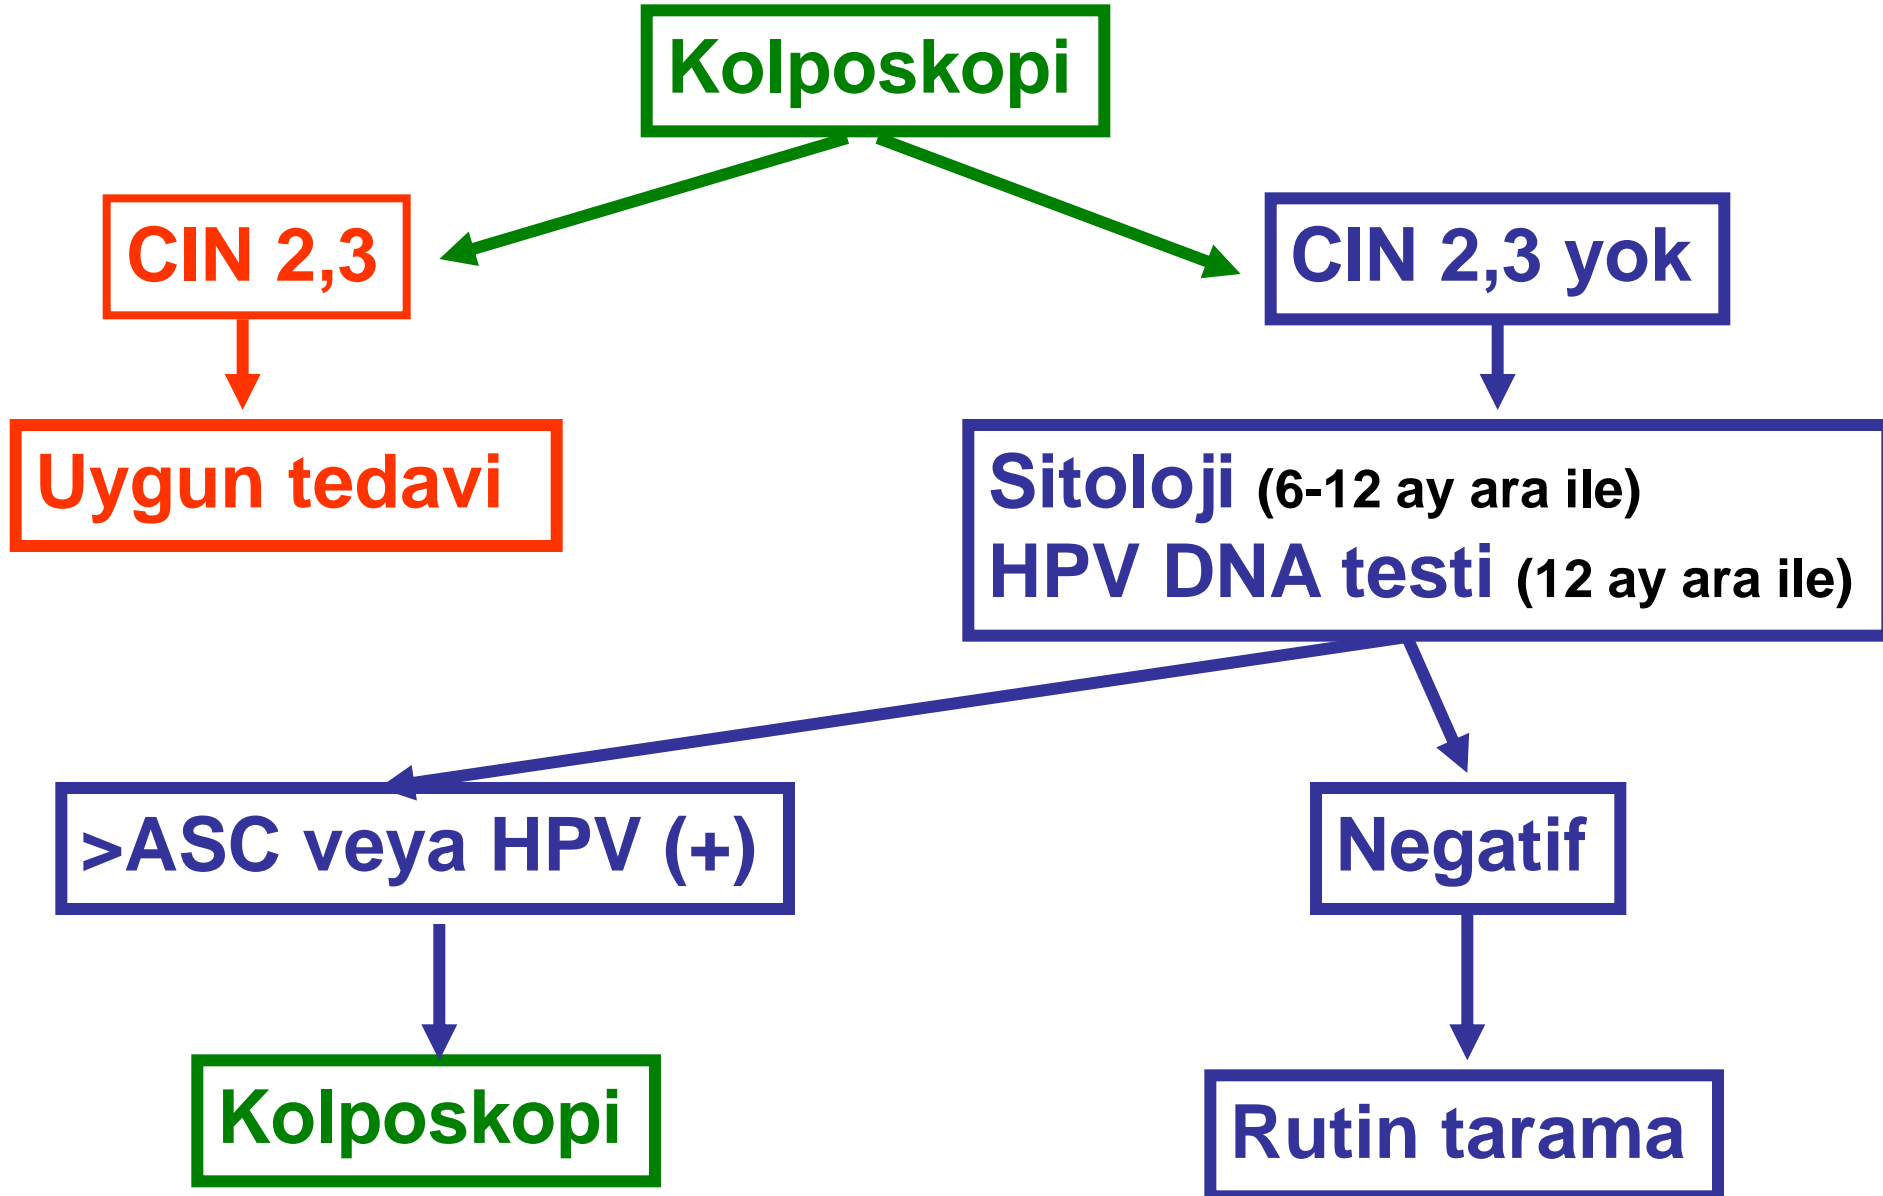 Kolposkopi
CIN 2,3
CIN 2,3 yok
Uygun tedavi
Sitoloji (6-12 ay ara ile)
HPV DNA testi (12 ay ara ile)
>ASC veya HPV (+)
Negatif
Kolposkopi
Rutin tarama